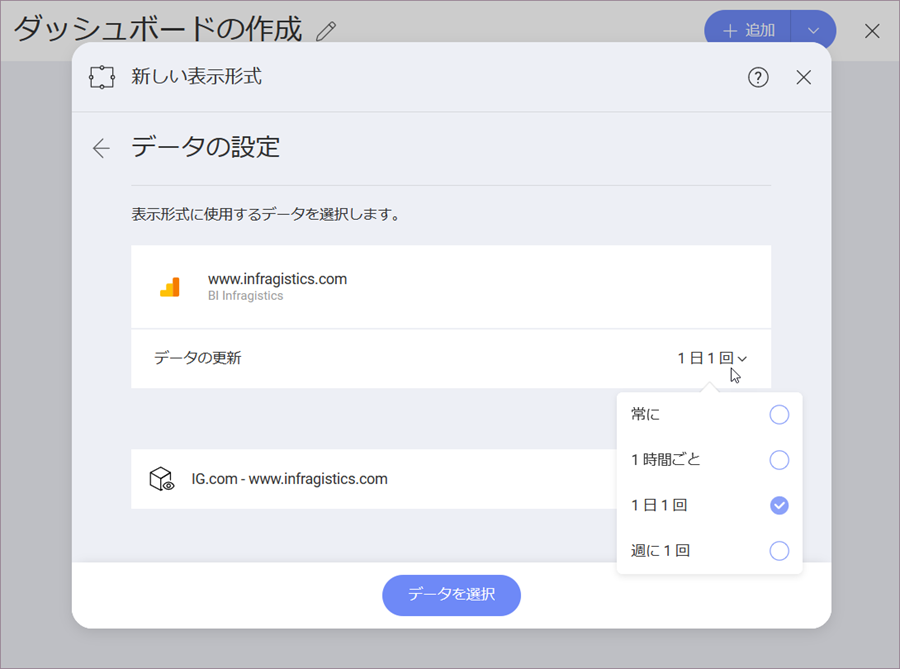 ダッシュボードの作成
追加
新しい表示形式
データの設定
表示形式に使用するデータを選択します。
www.infragistics.com
BI Infragistics
データの更新
1 日 1 回
常に
1 時間ごと
1 日 1 回
週に 1 回
IG.com - www.infragistics.com
データを選択